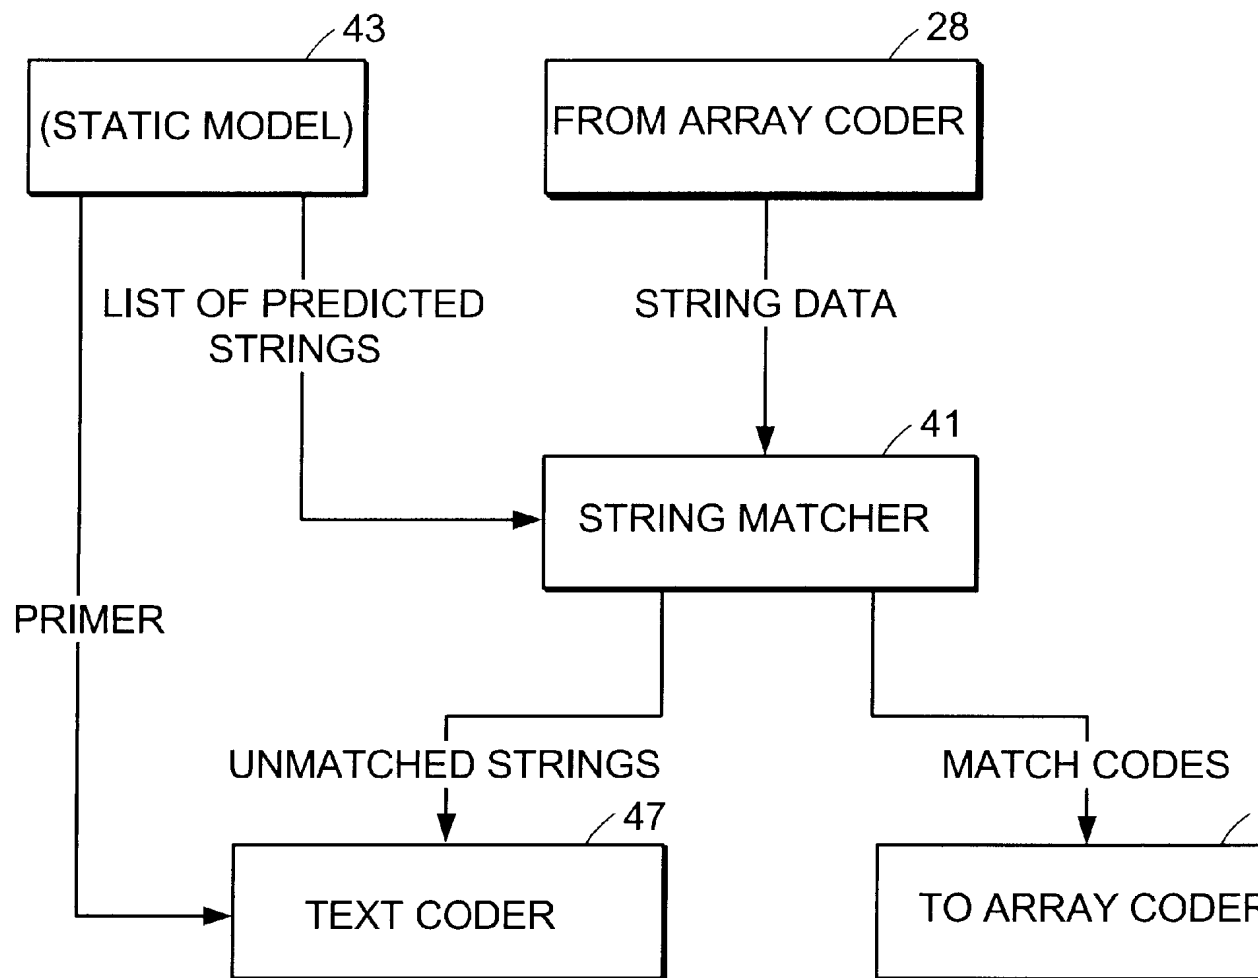 43
28
(STATIC MODEL)
FROM ARRAY CODER
LIST OF PREDICTED
STRINGS
STRING DATA
41
STRING MATCHER
PRIMER
UNMATCHED STRINGS
MATCH CODES
47
TEXT CODER
TO ARRAY CODER